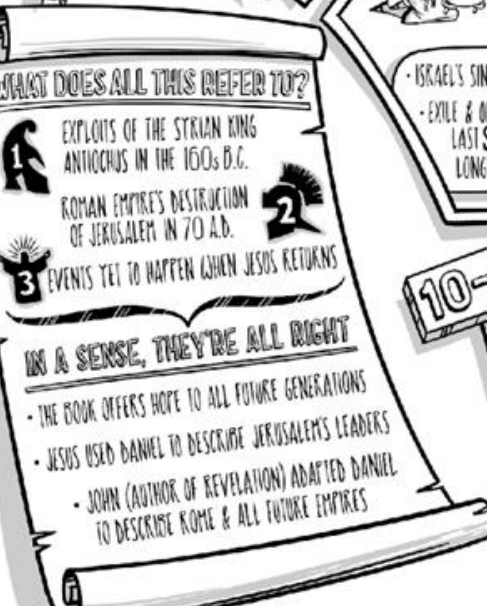 WHAT DOES ALL THIS REFER TO?
1
EXPLOITS OF THE SYRIAN KING
ANTIOCHUS IN THE 160s B.C.
ROMAN EMPIRE'S DESTRUCTION
OF JERUSALEM IN 70 A.D.
2
3
EVENTS YET TO HAPPEN WHEN JESUS RETURNS
IN A SENSE, THEY'RE ALL RIGHT
• THE BOOK OFFERS HOPE TO ALL FUTURE GENERATIONS
• JESUS USED DANIEL TO DESCRIBE JERUSALEM'S LEADERS
• JOHN (AUTHOR OF REVELATION) ADAPTED DANIEL
TO DESCRIBE ROME & ALL FUTURE EMPIRES
• ISRAEL'S SIN
• EXILE &
LAST
LONG
10-